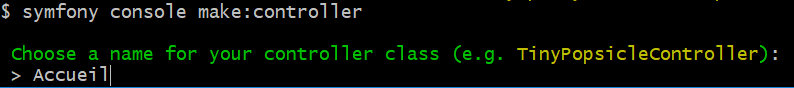 $ symfony console make:controller
Choose a name for your controller class (e.g. TinyPopsicleController):
> Accueil